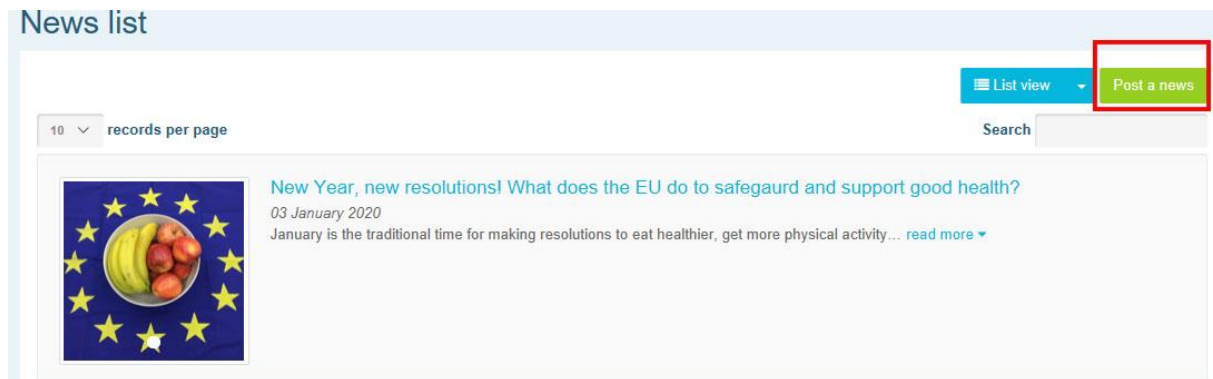 News list
List view
Post a news
10 records per page
Search
New Year, new resolutions! What does the EU do to safegaurd and support good health?
03 January 2020
January is the traditional time for making resolutions to eat healthier, get more physical activity... read more